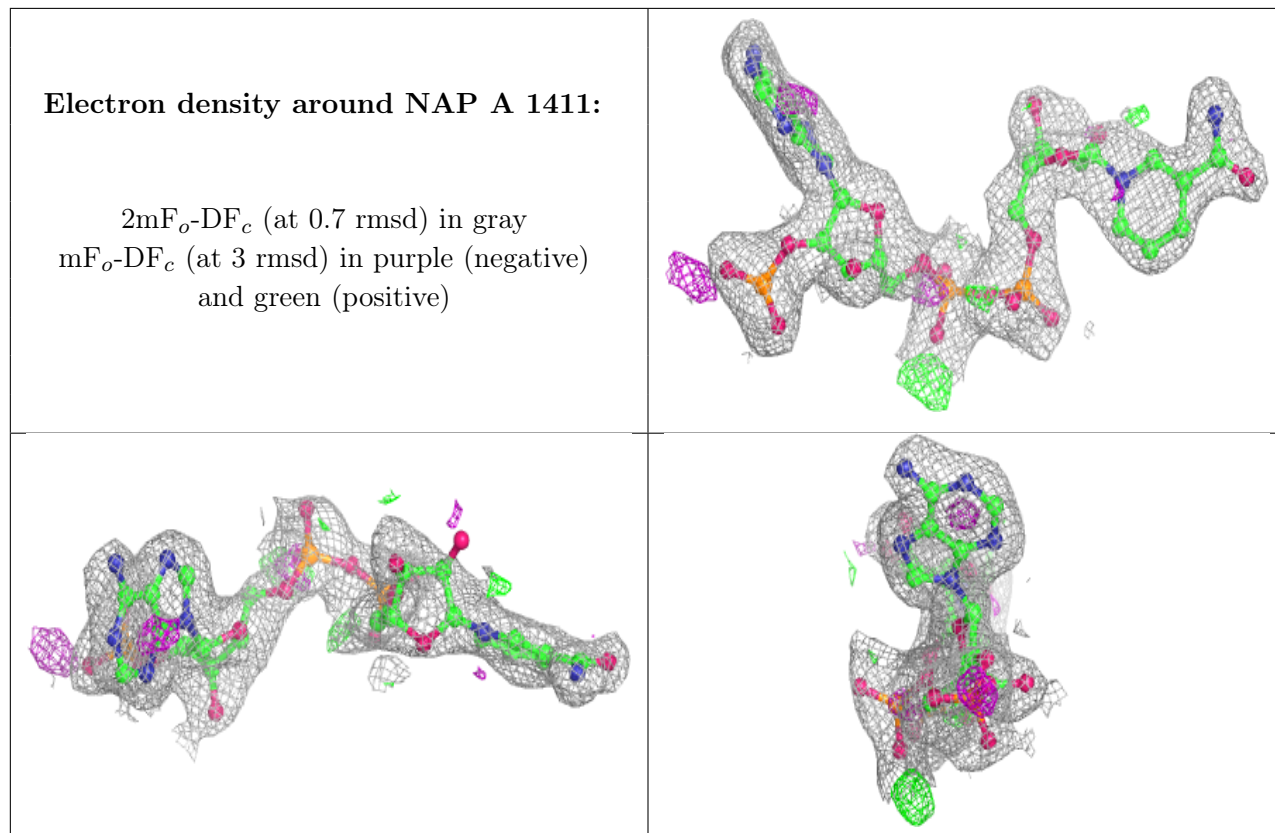 Electron density around NAP A 1411:
2mFo-DFc (at 0.7 rmsd) in gray
mFo-DFc (at 3 rmsd) in purple (negative)
and green (positive)